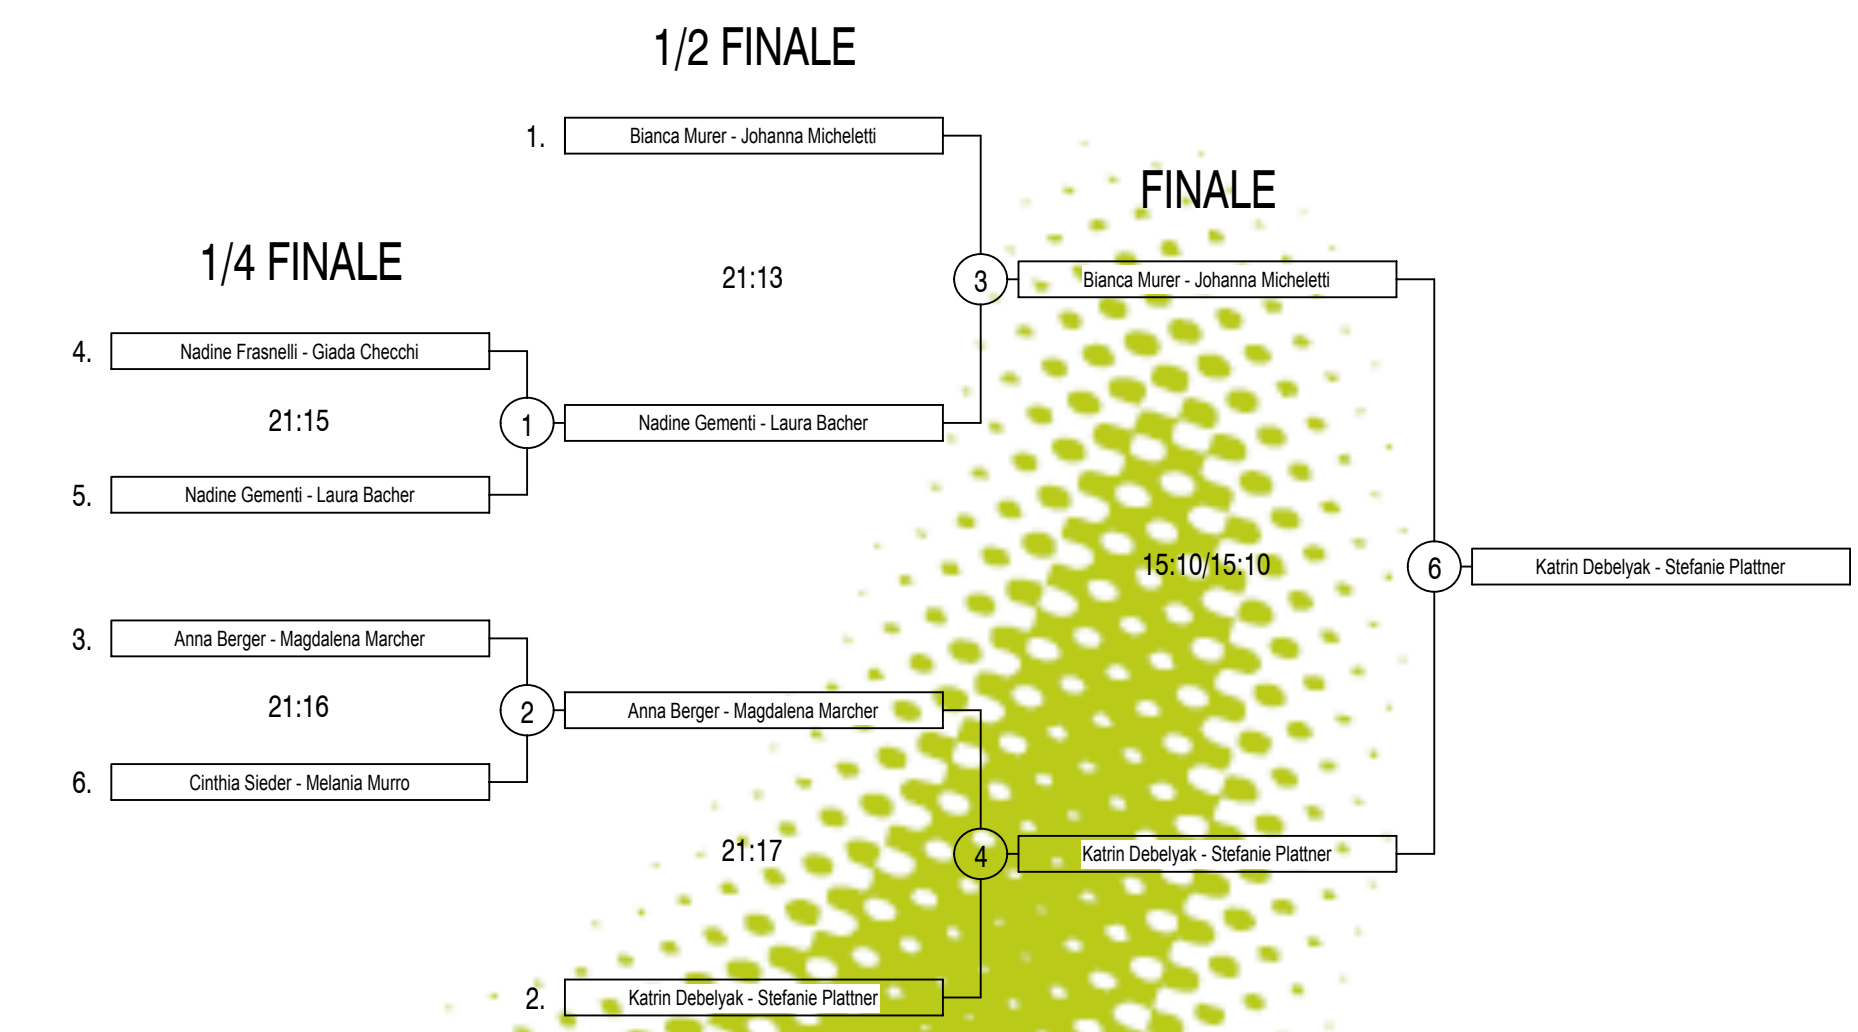 1/2 FINALE
1. Bianca Murer - Johanna Micheletti
FINALE
1/4 FINALE
21:13
3
Bianca Murer - Johanna Micheletti
4. Nadine Frasnelli - Giada Checchi
21:15
1
Nadine Gementi - Laura Bacher
5. Nadine Gementi - Laura Bacher
15:10/15:10
6
Katrin Debelyak - Stefanie Plattner
3. Anna Berger - Magdalena Marcher
21:16
2
Anna Berger - Magdalena Marcher
6. Cinthia Sieder - Melania Murro
21:17
4
Katrin Debelyak - Stefanie Plattner
2. Katrin Debelyak - Stefanie Plattner